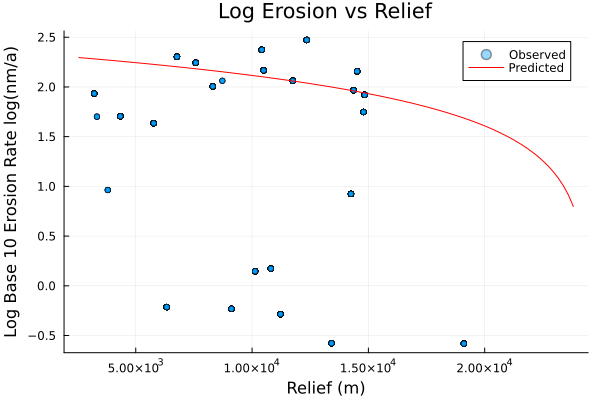 Log Erosion vs Relief
Log Base 10 Erosion Rate log(nm/a)
2.5
2.0
1.5
1.0
0.5
0.0
−0.5
Observed
Predicted
5.00×10³
1.00×10⁴
1.50×10⁴
2.00×10⁴
Relief (m)